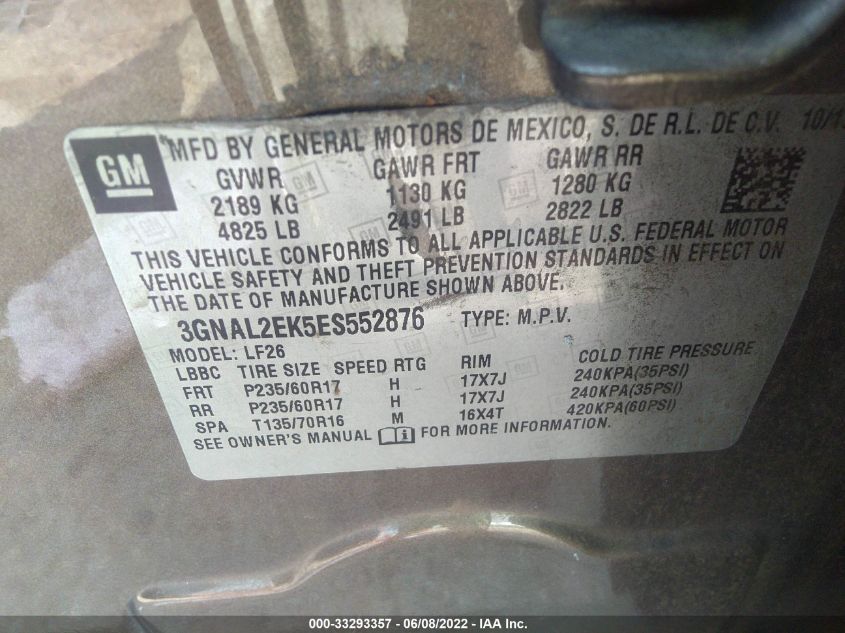 GM
MFD BY GENERAL MOTORS DE MEXICO, S. DE R.L. DE C.V. 10/1
GVWR GAWR FRT GAWR RR
2189 KG 1130 KG 1280 KG
4825 LB 2491 LB 2822 LB
THIS VEHICLE CONFORMS TO ALL APPLICABLE U.S. FEDERAL MOTOR
VEHICLE SAFETY AND THEFT PREVENTION STANDARDS IN EFFECT ON
THE DATE OF MANUFACTURE SHOWN ABOVE.
3GNAL2EK5ES552876 TYPE: M.P.V.
MODEL: LF26
LBBC TIRE SIZE SPEED RTG RIM COLD TIRE PRESSURE
FRT P235/60R17 H 17X7J 240KPA(35PSI)
RR P235/60R17 H 17X7J 240KPA(35PSI)
SPA T135/70R16 M 16X4T 420KPA(60PSI)
SEE OWNER'S MANUAL FOR MORE INFORMATION.
000-33293357 - 06/08/2022 - IAA Inc.